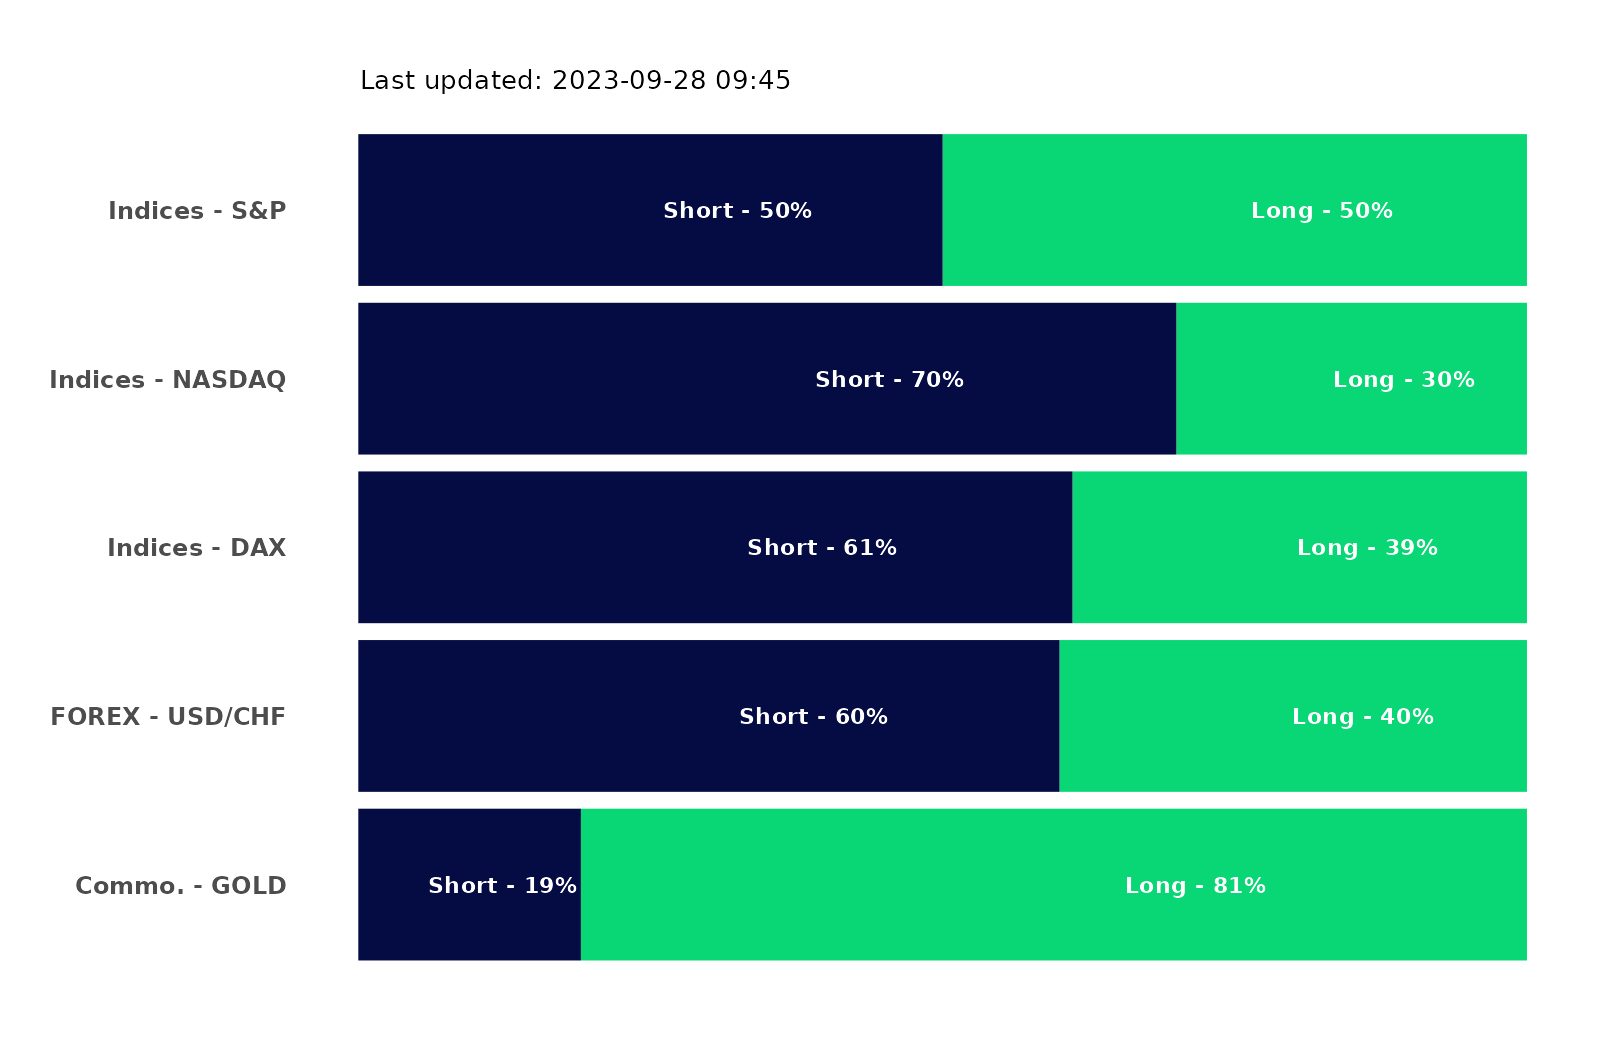 Last updated: 2023-09-28 09:45
Indices - S&P
Short - 50%
Long - 50%
Indices - NASDAQ
Short - 70%
Long - 30%
Indices - DAX
Short - 61%
Long - 39%
FOREX - USD/CHF
Short - 60%
Long - 40%
Commo. - GOLD
Short - 19%
Long - 81%